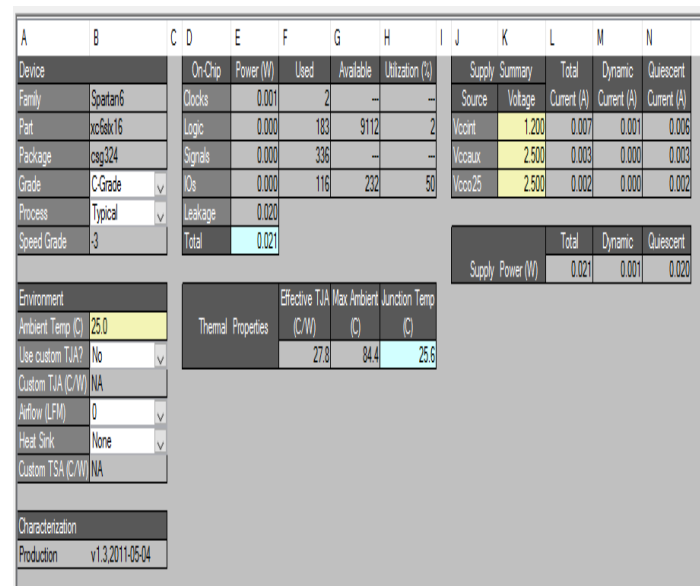 A B C D E F G H I J K L M N
Device On-Chip Power (W) Used Available Utilization (%) Supply Summary Total Dynamic Quiescent
Family Spartan6 Clocks 0.001 2 --- --- Source Voltage Current (A) Current (A) Current (A)
Part xc6slx16 Logic 0.000 183 9112 2 Vccint 1.200 0.007 0.001 0.006
Package csg324 Signals 0.000 336 --- --- Vccaux 2.500 0.003 0.000 0.003
Grade C-Grade IOs 0.000 116 232 50 Vcco25 2.500 0.002 0.000 0.002
Process Typical Leakage 0.020
Speed Grade -3 Total 0.021 Total Dynamic Quiescent
Supply Power (W) 0.021 0.001 0.020
Environment Effective TJA Max Ambient Junction Temp
Ambient Temp (C) 25.0 Thermal Properties (C/W) (C) (C)
Use custom TJA? No 27.8 84.4 25.6
Custom TJA (C/W) NA
Airflow (LFM) 0
Heat Sink None
Custom TSA (C/W) NA
Characterization
Production v1.3,2011-05-04